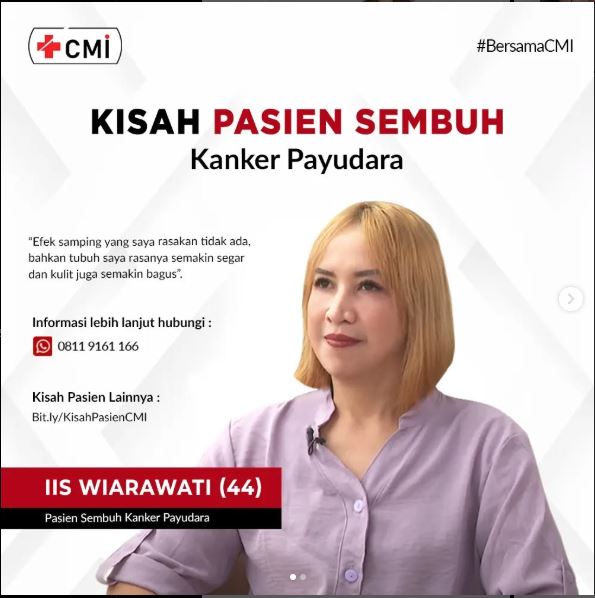 CMI
#BersamaCMI
KISAH PASIEN SEMBUH
Kanker Payudara
"Efek samping yang saya rasakan tidak ada,
bahkan tubuh saya rasanya semakin segar
dan kulit juga semakin bagus".
Informasi lebih lanjut hubungi :
0811 9161 166
Kisah Pasien Lainnya :
Bit.ly/KisahPasienCMI
IIS WIARAWATI (44)
Pasien Sembuh Kanker Payudara